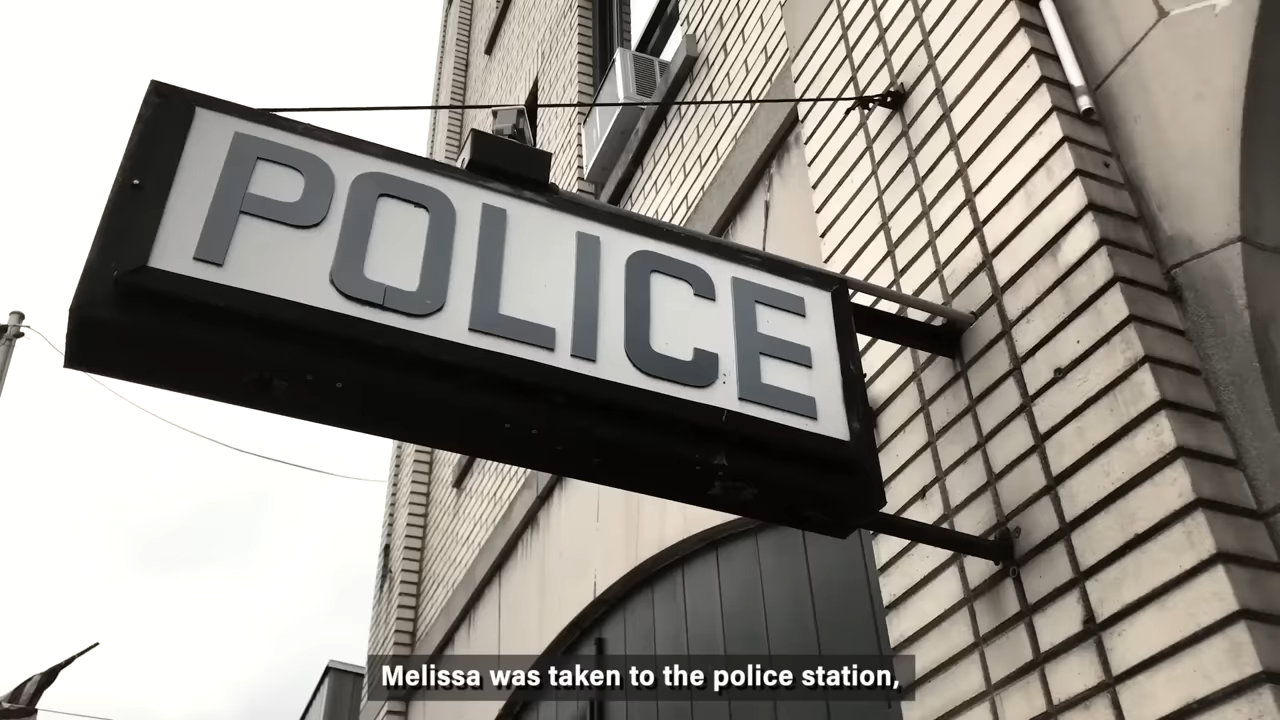 POLICE
Melissa was taken to the police station,